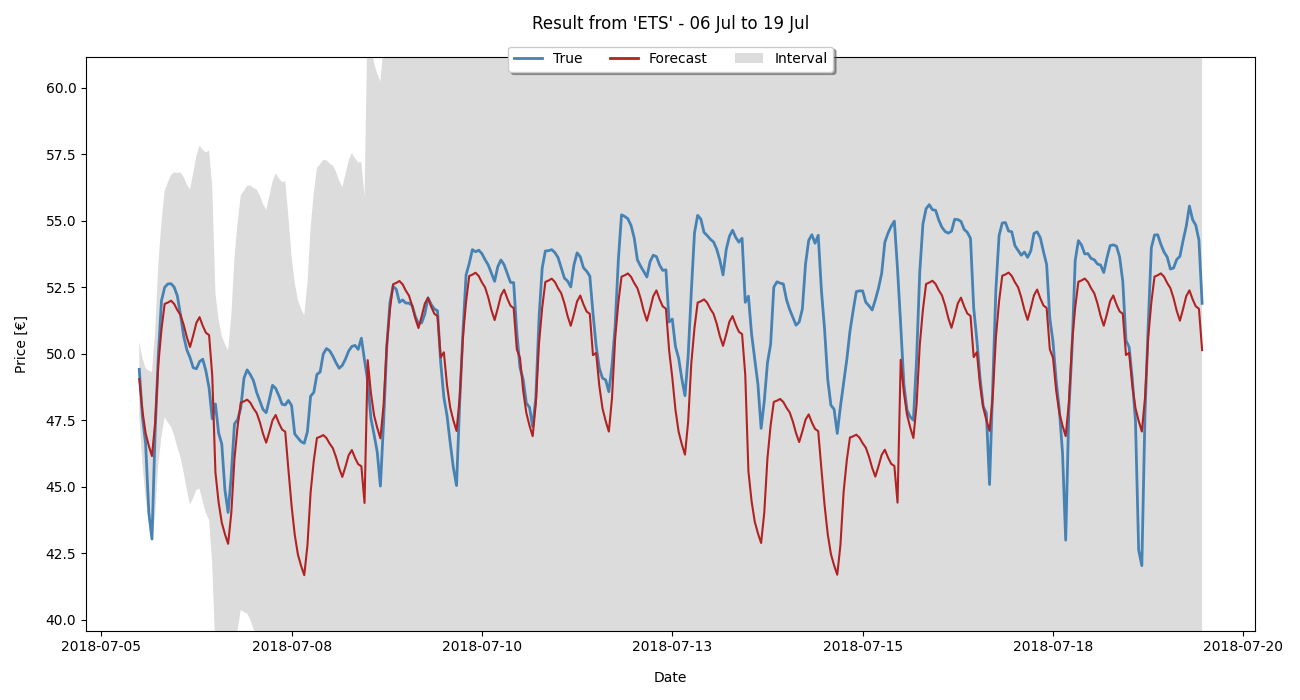 Result from 'ETS' - 06 Jul to 19 Jul
True
Forecast
Interval
60.0
57.5
55.0
52.5
50.0
47.5
45.0
42.5
40.0
Price [€]
2018-07-05
2018-07-08
2018-07-10
2018-07-13
2018-07-15
2018-07-18
2018-07-20
Date